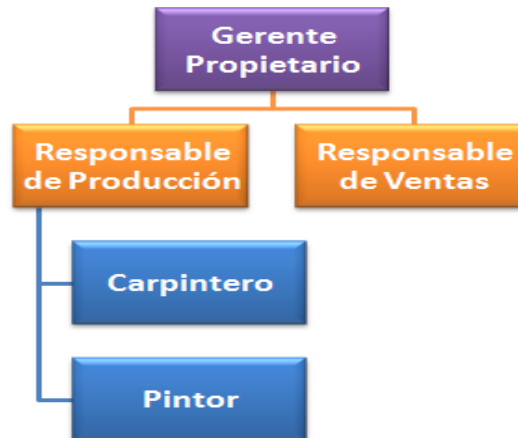 Gerente
Propietario
Responsable
de Producción
Responsable
de Ventas
Carpintero
Pintor